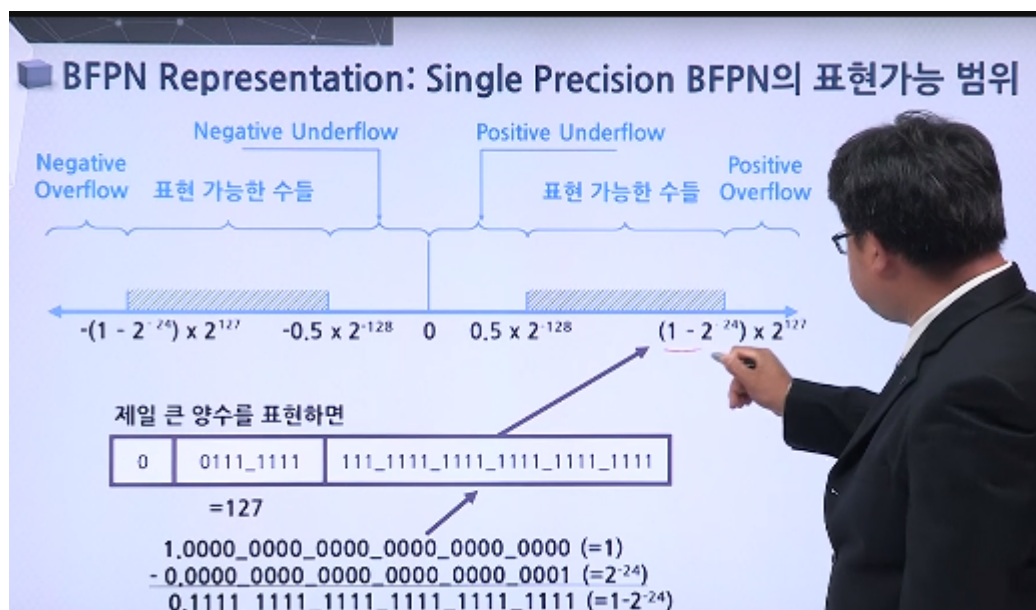 BFPN Representation: Single Precision BFPN의 표현가능 범위
Negative Underflow
Positive Underflow
Negative
Overflow
표현 가능한 수들
표현 가능한 수들
Positive
Overflow
-(1 - 2⁻²⁴) x 2¹²⁷
-0.5 x 2⁻¹²⁸
0
0.5 x 2⁻¹²⁸
(1 - 2⁻²⁴) x 2¹²⁷
제일 큰 양수를 표현하면
0
0111_1111
111_1111_1111_1111_1111_1111
=127
1.0000_0000_0000_0000_0000_0000 (=1)
- 0.0000_0000_0000_0000_0000_0001 (=2⁻²⁴)
0.1111_1111_1111_1111_1111_1111 (=1-2⁻²⁴)